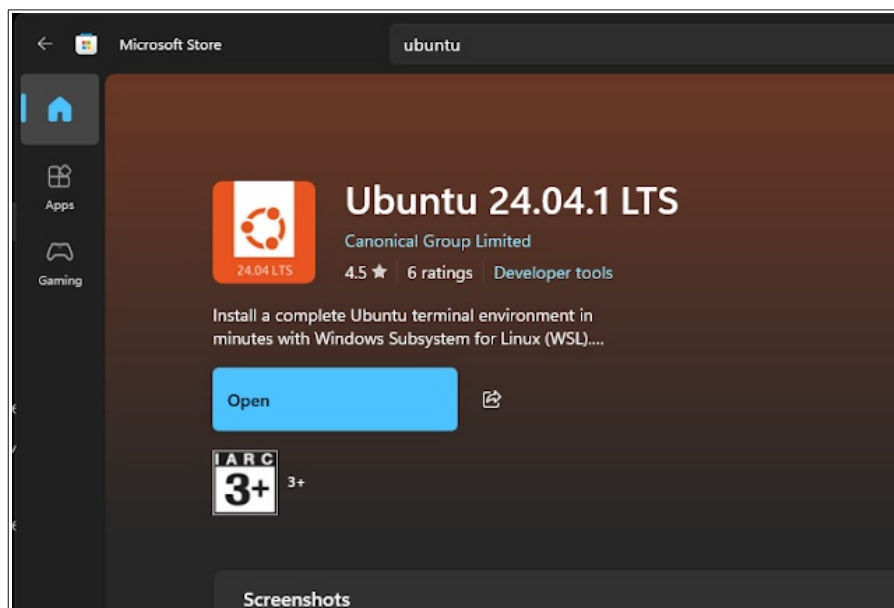 Microsoft Store
ubuntu
Apps
Gaming
Ubuntu 24.04.1 LTS
24.04 LTS
Canonical Group Limited
4.5 ★ 6 ratings Developer tools
Install a complete Ubuntu terminal environment in
minutes with Windows Subsystem for Linux (WSL)....
Open
IARC
3+
3+
Screenshots